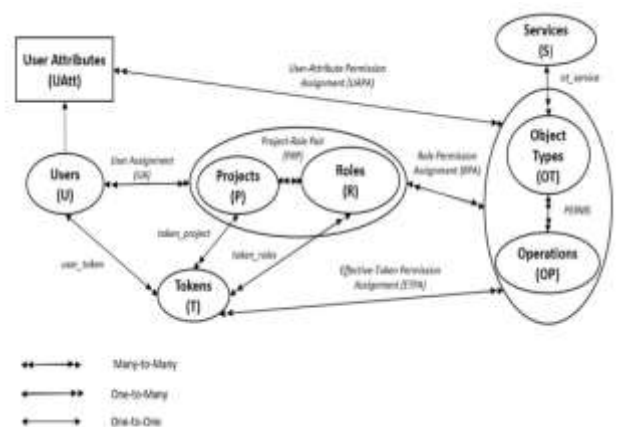 Services
(S)
User Attributes
(UAtt)
User-Attribute Permission
Assignment (UAPA)
ot_service
Object
Types
(OT)
Project-Role Pair
(PRP)
User Assignment
(UA)
Role Permission
Assignment (RPA)
Users
(U)
Projects
(P)
Roles
(R)
PERMS
user_token
token_project
token_roles
Operations
(OP)
Tokens
(T)
Effective-Token Permission
Assignment (ETPA)
Many-to-Many
One-to-Many
One-to-One